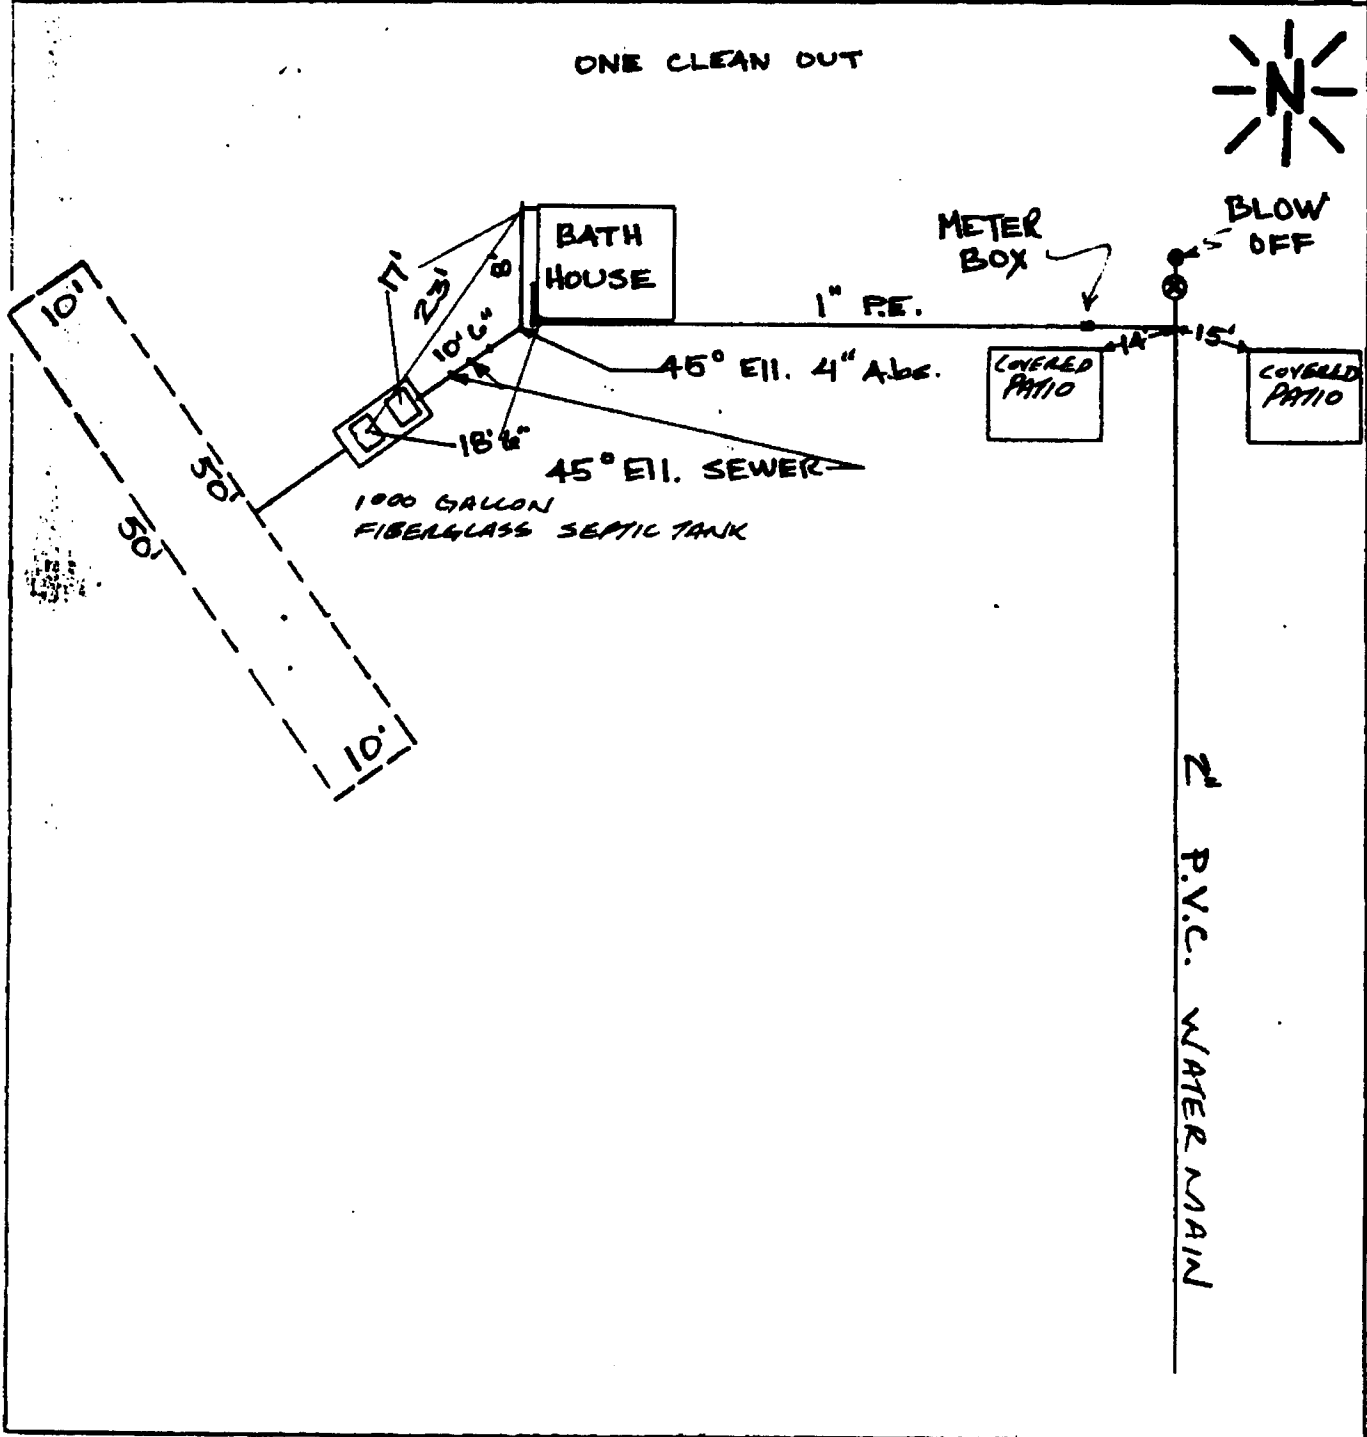 ONE CLEAN OUT
N
BLOW
OFF
METER
BOX
BATH
HOUSE
1" P.E.
17'
23'
8'
10' 6"
10'
45° Ell. 4" Abs.
14'
15'
COVERED
PATIO
COVERED
PATIO
18' 6"
45° Ell. SEWER
50'
50'
1000 GALLON
FIBERGLASS SEPTIC TANK
10'
2" P.V.C. WATER MAIN